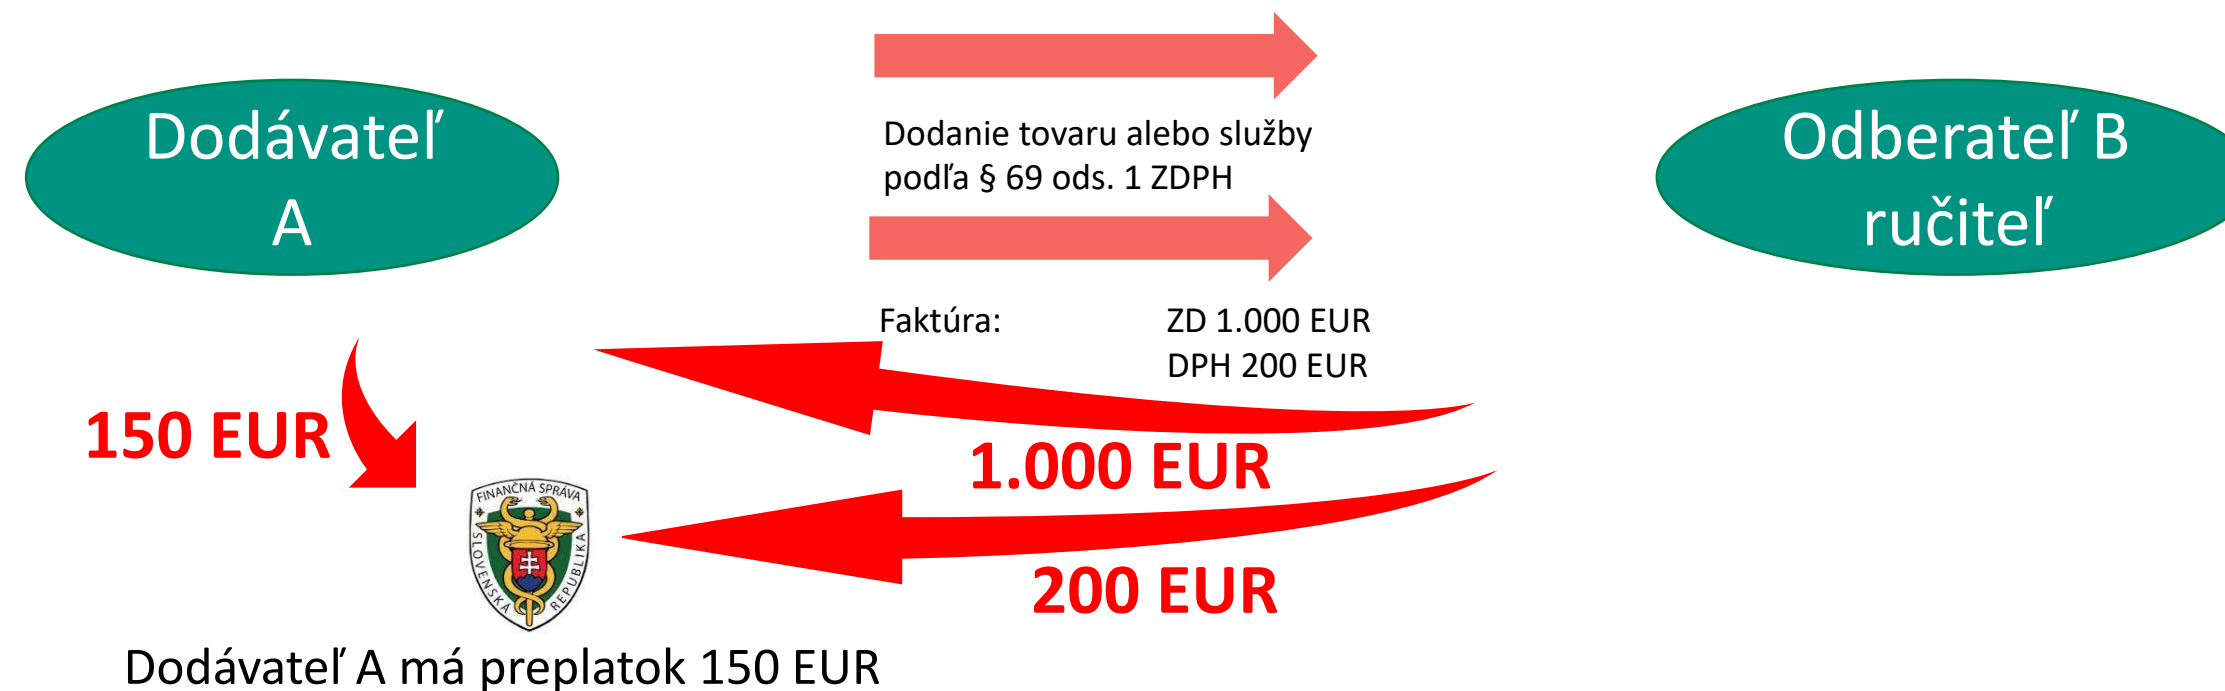 Dodávateľ
A
Dodanie tovaru alebo služby
podľa § 69 ods. 1 ZDPH
Odberateľ B
ručiteľ
Faktúra: ZD 1.000 EUR
DPH 200 EUR
150 EUR
1.000 EUR
200 EUR
FINANČNÁ SPRÁVA
SLOVENSKÁ REPUBLIKA
Dodávateľ A má preplatok 150 EUR